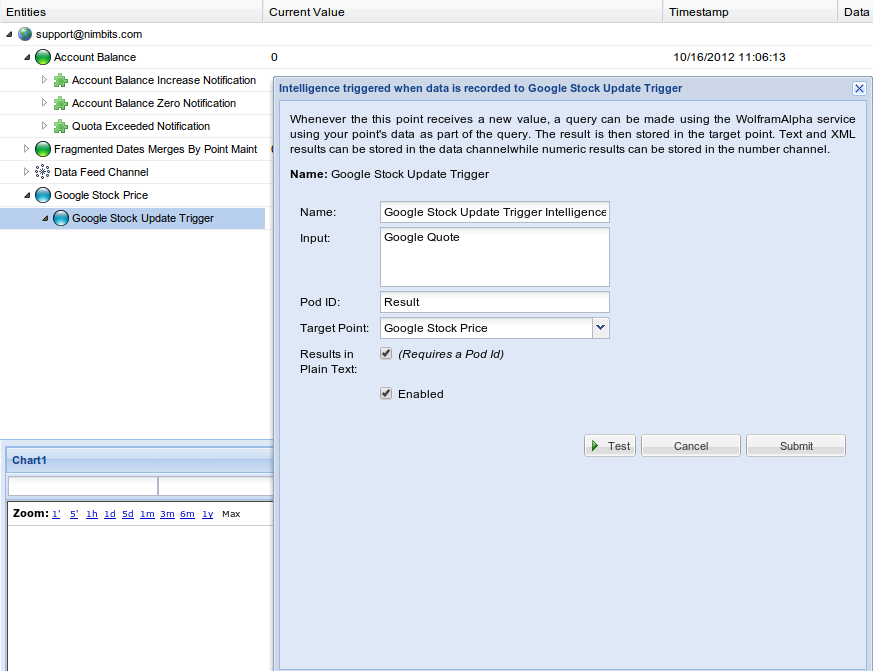 Entities Current Value Timestamp Data
support@nimbits.com
Account Balance 0 10/16/2012 11:06:13
Account Balance Increase Notification
Account Balance Zero Notification
Quota Exceeded Notification
Fragmented Dates Merges By Point Maint
Data Feed Channel
Google Stock Price
Google Stock Update Trigger
Intelligence triggered when data is recorded to Google Stock Update Trigger
Whenever the this point receives a new value, a query can be made using the WolframAlpha service
using your point's data as part of the query. The result is then stored in the target point. Text and XML
results can be stored in the data channelwhile numeric results can be stored in the number channel.
Name: Google Stock Update Trigger
Name: Google Stock Update Trigger Intelligence
Input: Google Quote
Pod ID: Result
Target Point: Google Stock Price
Results in (Requires a Pod Id)
Plain Text:
Enabled
Test Cancel Submit
Chart1
Zoom: 1' 5' 1h 1d 5d 1m 3m 6m 1y Max